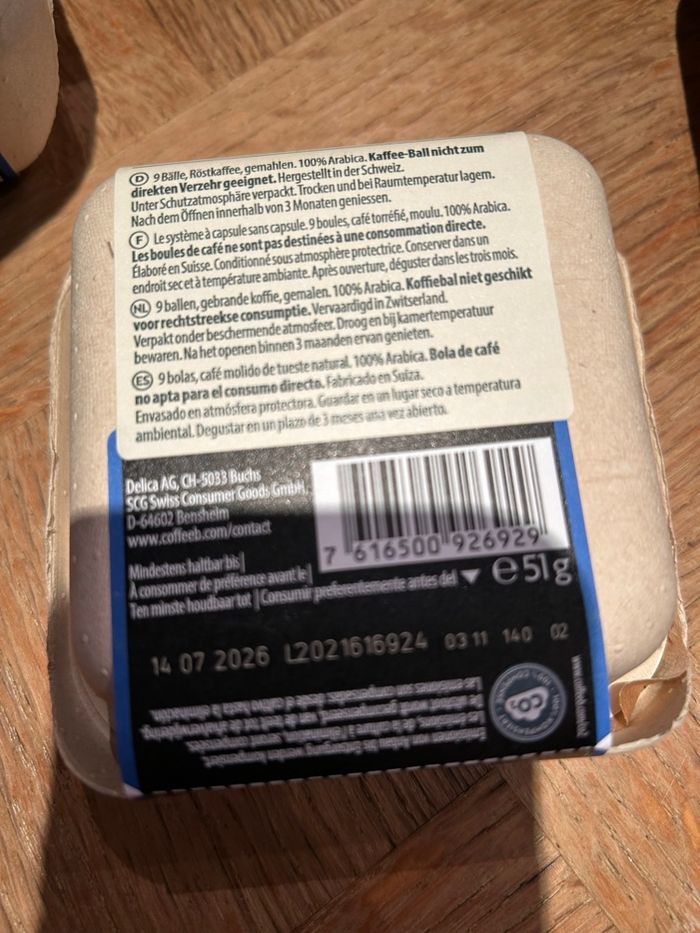 D 9 Bälle, Röstkaffee, gemahlen. 100% Arabica. Kaffee-Ball nicht zum
direkten Verzehr geeignet. Hergestellt in der Schweiz.
Unter Schutzatmosphäre verpackt. Trocken und bei Raumtemperatur lagern.
Nach dem Öffnen innerhalb von 3 Monaten geniessen.
F Le système à capsule sans capsule. 9 boules, café torréfié, moulu. 100% Arabica.
Les boules de café ne sont pas destinées à une consommation directe.
Élaboré en Suisse. Conditionné sous atmosphère protectrice. Conserver dans un
endroit sec et à température ambiante. Après ouverture, déguster dans les trois mois.
NL 9 ballen, gebrande koffie, gemalen. 100% Arabica. Koffiebal niet geschikt
voor rechtstreekse consumptie. Vervaardigd in Zwitserland.
Verpakt onder beschermende atmosfeer. Droog en bij kamertemperatuur
bewaren. Na het openen binnen 3 maanden ervan genieten.
ES 9 bolas, café molido de tueste natural. 100% Arabica. Bola de café
no apta para el consumo directo. Fabricado en Suiza.
Envasado en atmósfera protectora. Guardar en un lugar seco a temperatura
ambiental. Degustar en un plazo de 3 meses una vez abierto.
Delica AG, CH-5033 Buchs
SCG Swiss Consumer Goods GmbH,
D-64602 Bensheim
www.coffeeb.com/contact
7 616500 926929
Mindestens haltbar bis |
À consommer de préférence avant le |
Ten minste houdbaar tot | Consumir preferentemente antes del ▼ e 51 g
14 07 2026 L2021616924 03 11 140 02
CO₂